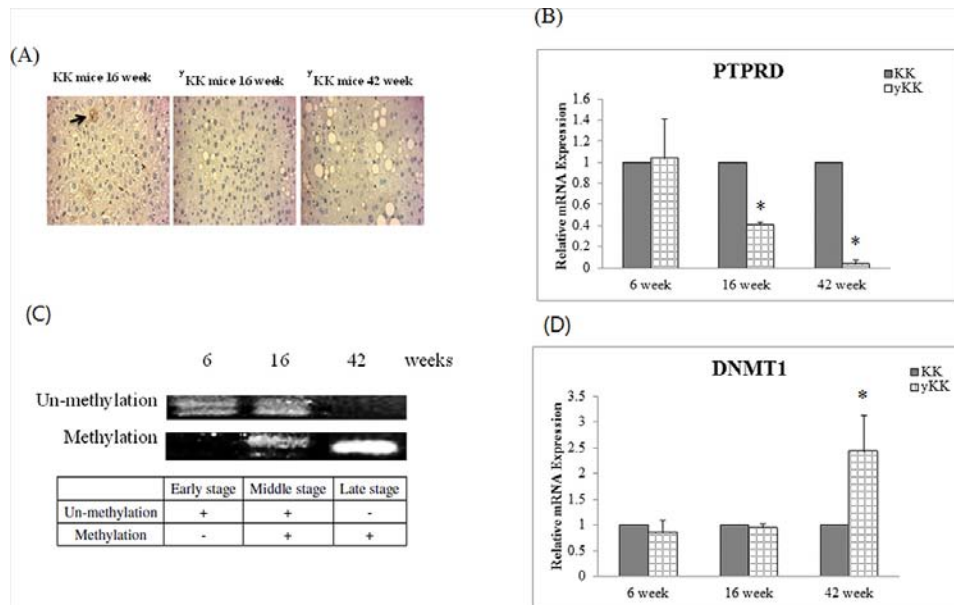 (A)
KK mice 16 week
yKK mice 16 week
yKK mice 42 week
(B)
PTPRD
KK
yKK
Relative mRNA Expression
1.6
1.4
1.2
1
0.8
0.6
0.4
0.2
0
*
*
6 week
16 week
42 week
(C)
6 16 42 weeks
Un-methylation
Methylation
Early stage Middle stage Late stage
Un-methylation + + -
Methylation - + +
(D)
DNMT1
KK
yKK
Relative mRNA Expression
3.5
3
2.5
2
1.5
1
0.5
0
*
6 week
16 week
42 week